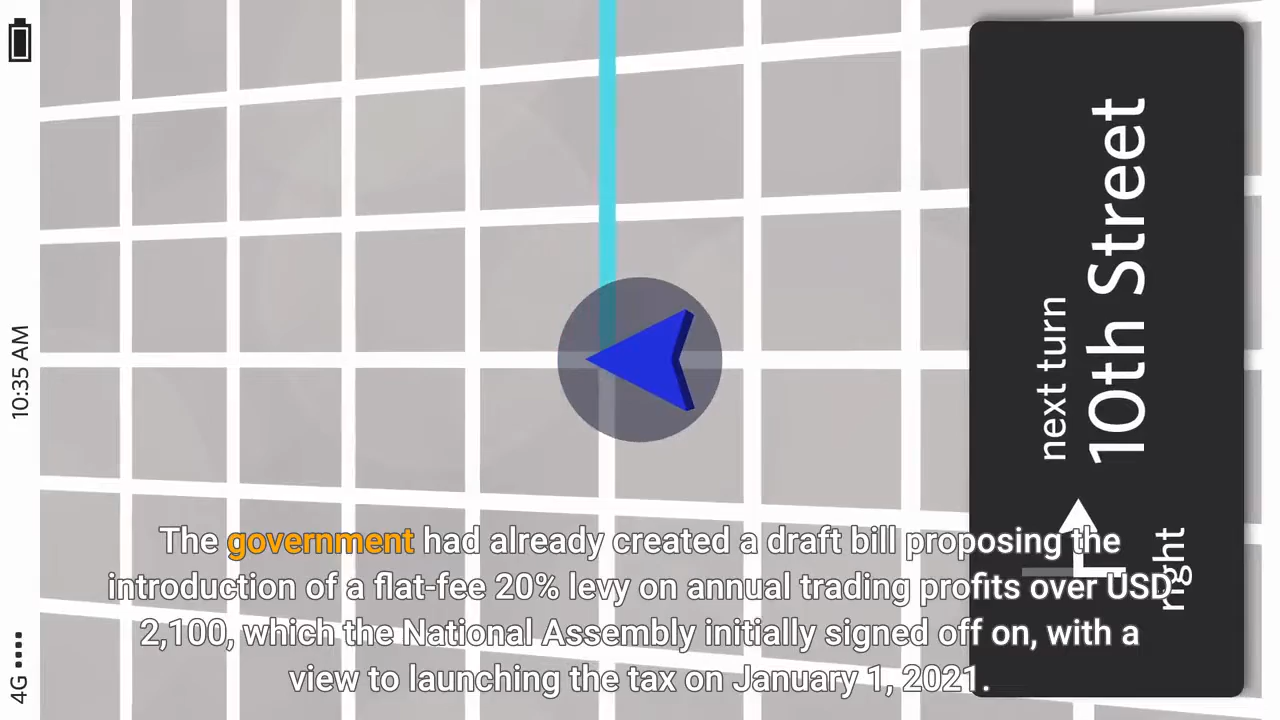 4G
10:35 AM
next turn
10th Street
right
The government had already created a draft bill proposing the
introduction of a flat-fee 20% levy on annual trading profits over USD
2,100, which the National Assembly initially signed off on, with a
view to launching the tax on January 1, 2021.